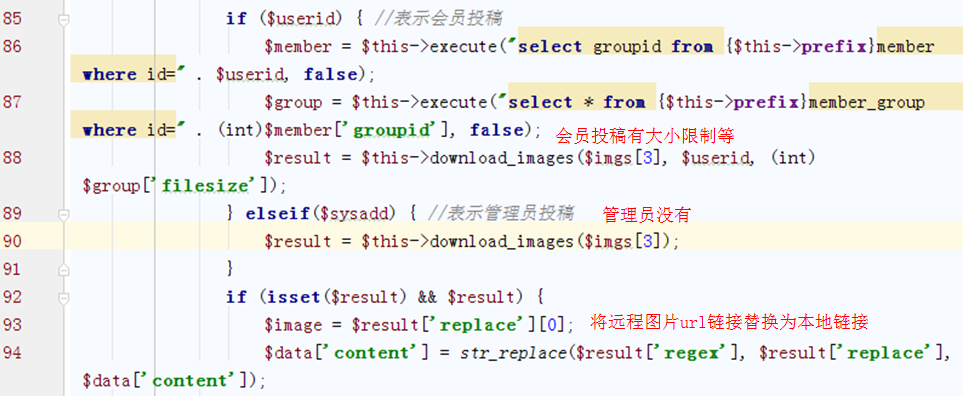 85 if ($userid) { //表示会员投稿
86 $member = $this->execute("select groupid from {$this->prefix}member
where id=" . $userid, false);
87 $group = $this->execute("select * from {$this->prefix}member_group
where id=" . (int)$member['groupid'], false); 会员投稿有大小限制等
88 $result = $this->download_images($imgs[3], $userid, (int)
$group['filesize']);
89 } elseif($sysadd) { //表示管理员投稿 管理员没有
90 $result = $this->download_images($imgs[3]);
91 }
92 if (isset($result) && $result) {
93 $image = $result['replace'][0]; 将远程图片url链接替换为本地链接
94 $data['content'] = str_replace($result['regex'], $result['replace'],
$data['content']);